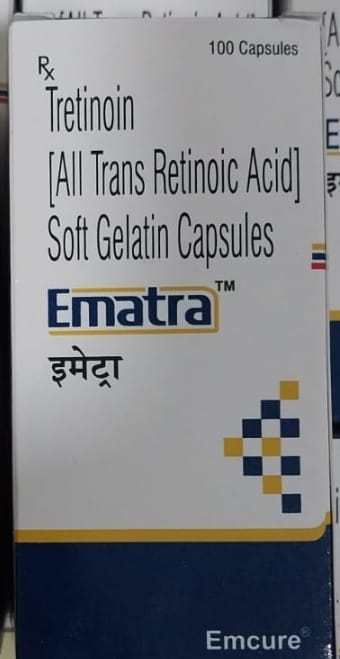 100 Capsules
Rx
Tretinoin
[All Trans Retinoic Acid]
Soft Gelatin Capsules
Ematra™
इमेट्रा
Emcure®